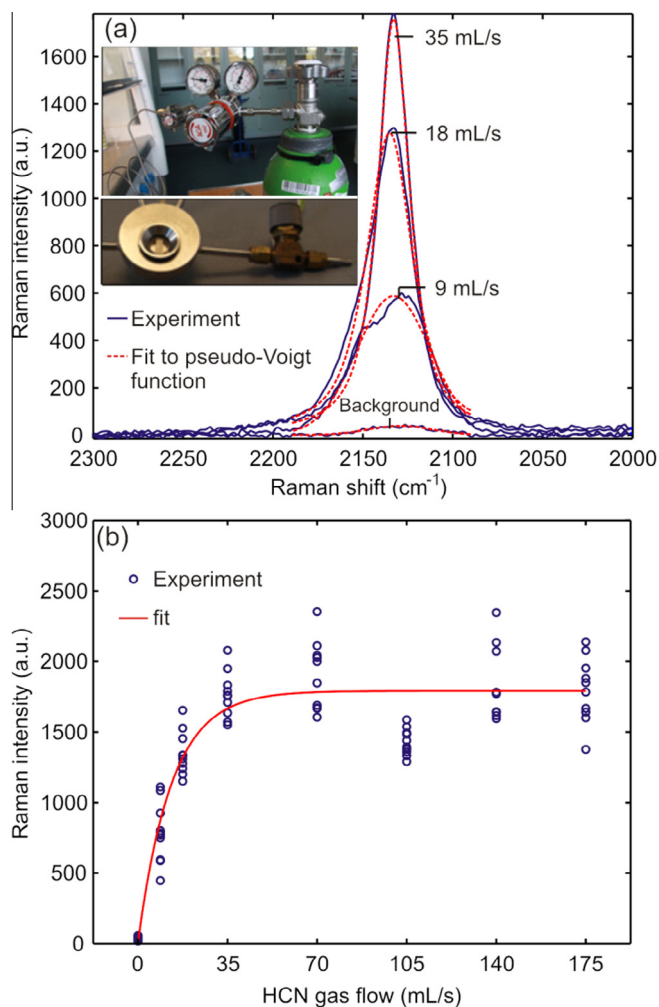 (a)
1800
1600
1400
1200
1000
800
600
400
200
0
Raman intensity (a.u.)
35 mL/s
18 mL/s
9 mL/s
Experiment
Fit to pseudo-Voigt
function
Background
2300
2250
2200
2150
2100
2050
2000
Raman shift (cm⁻¹)
(b)
3000
2500
2000
1500
1000
500
0
Raman intensity (a.u.)
Experiment
fit
0
35
70
105
140
175
HCN gas flow (mL/s)